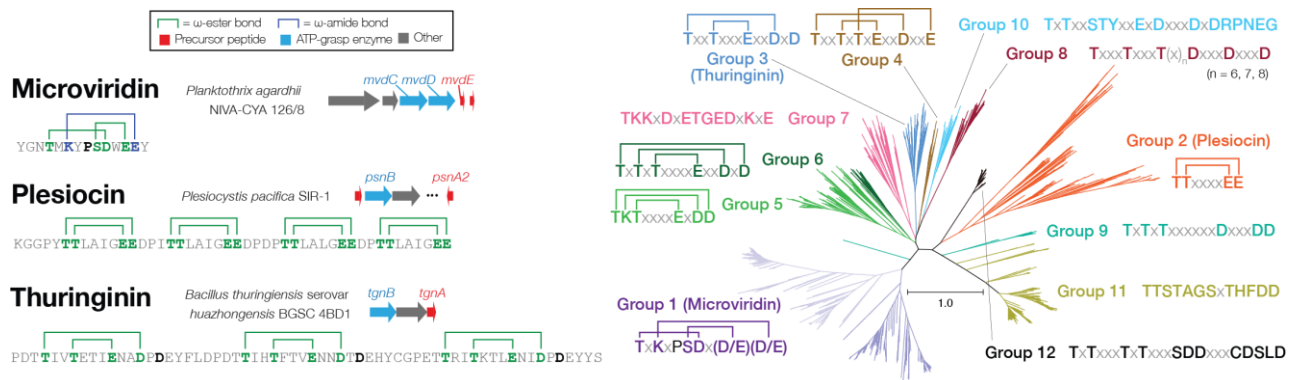 = ω-ester bond = ω-amide bond
Precursor peptide ATP-grasp enzyme Other
Microviridin
Planktothrix agardhii
NIVA-CYA 126/8
mvdC mvdD mvdE
YGNTMKYPSDWEEY
Plesiocin
Plesiocystis pacifica SIR-1
psnB ... psnA2
KGGPYTTLAIGEEDPITTLAIGEEDPDPTTLALGEEDPTTLAIGEE
Thuringinin
Bacillus thuringiensis serovar
huazhongensis BGSC 4BD1
tgnB tgnA
PDTTIVTETIENADPDEYFLDPDTTIHTFTVENNDTDEHYCGPETTRITKTLENIDPDEYYS
TxxTxxxExxDxD
Group 3
(Thuringinin)
TxxTxTxExxDxxE
Group 4
Group 10 TxTxxSTYxxExDxxxDxDRPNEG
Group 8 TxxxTxxxT(x)nDxxxDxxxD
(n = 6, 7, 8)
TKKxDxETGEDxKxE Group 7
Group 6
TxTxTxxxxExxDxD
Group 2 (Plesiocin)
TTxxxxEE
TKTxxxxExDD
Group 5
Group 9 TxTxTxxxxxxDxxxDD
Group 1 (Microviridin)
TxKxPSDx(D/E)(D/E)
1.0
Group 11 TTSTAGSxTHFDD
Group 12 TxTxxxTxTxxxSDDxxxCDSLD